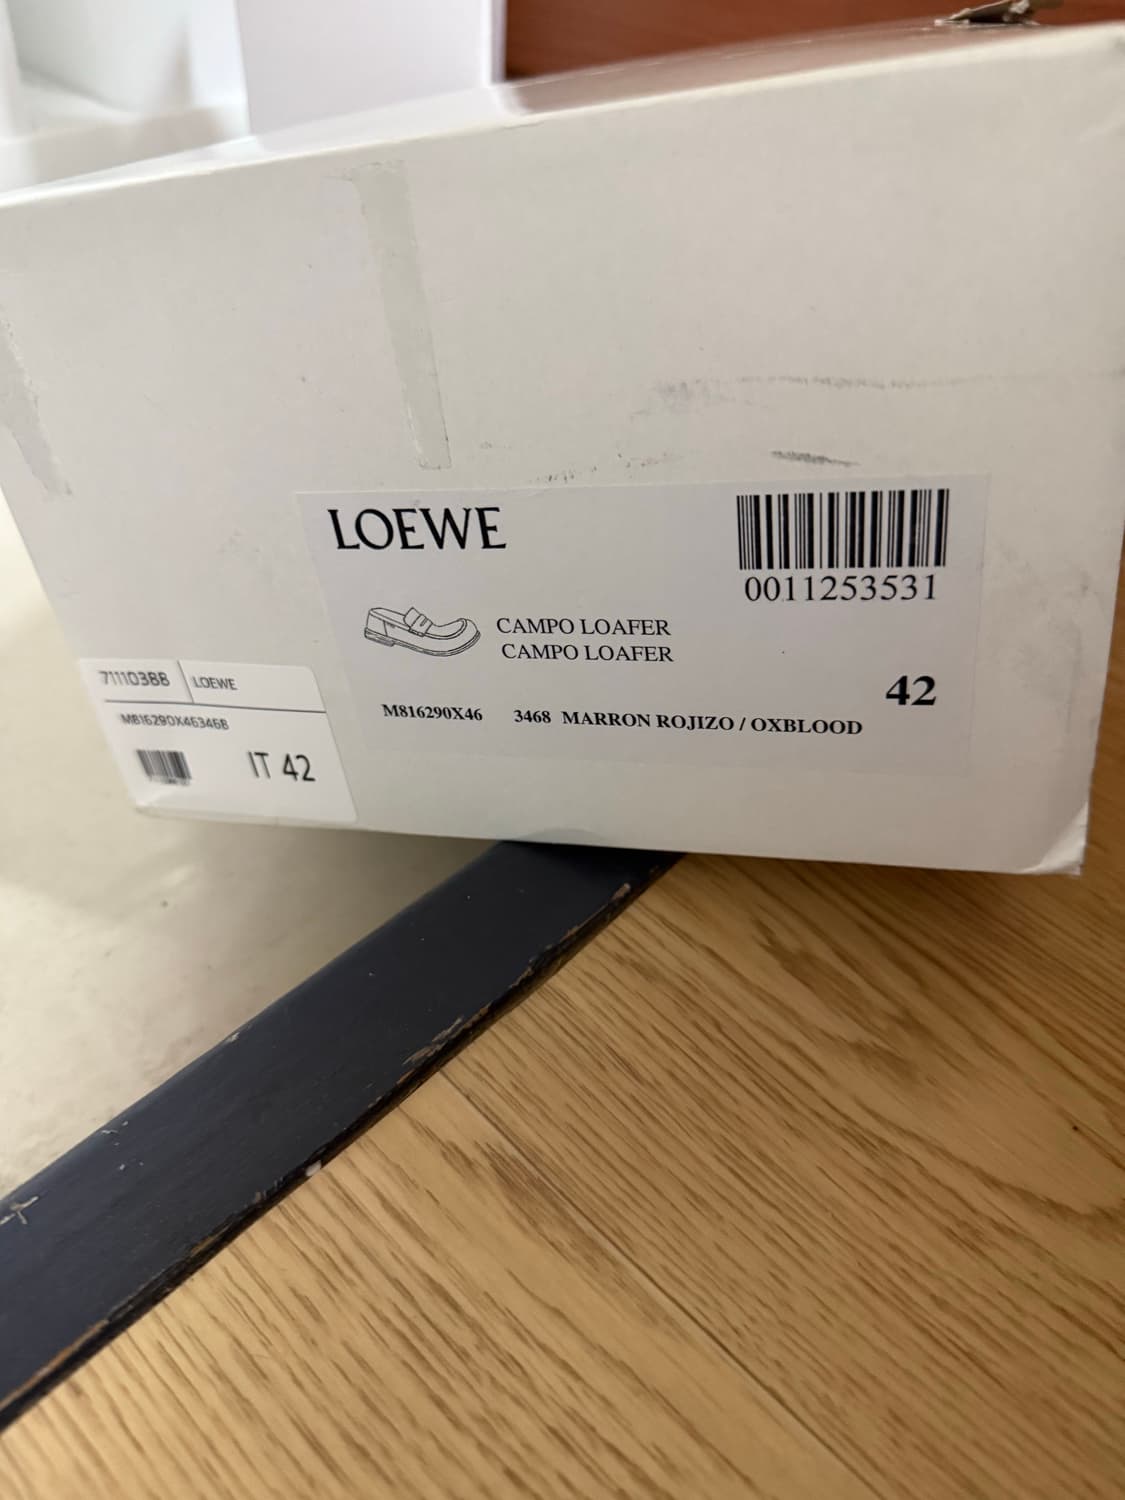 LOEWE
0011253531
CAMPO LOAFER
CAMPO LOAFER
42
M816290X46 3468 MARRON ROJIZO / OXBLOOD
71110388 LOEWE
M816290X463468
IT 42